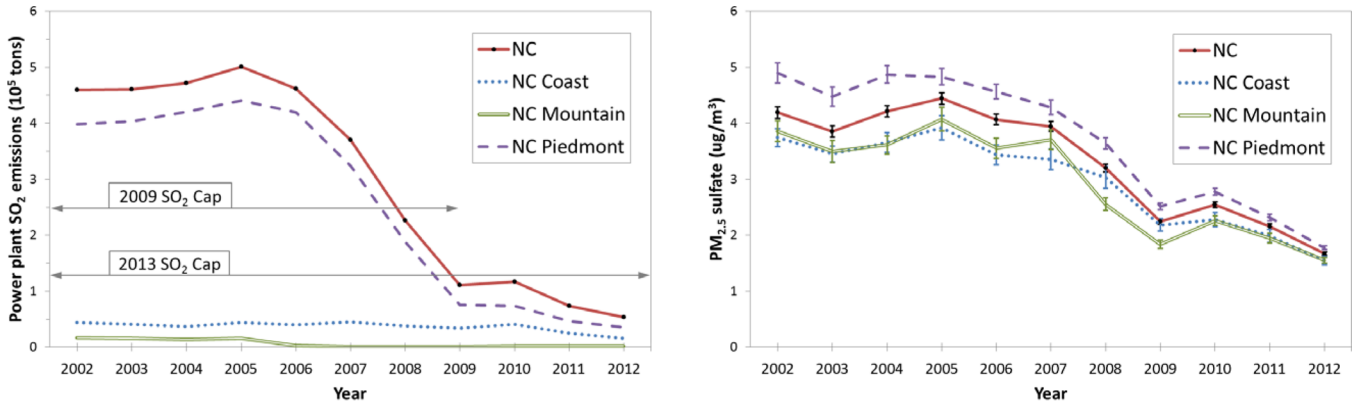 Power plant SO2 emissions (10^5 tons)
6
5
4
3
2
1
0
NC
NC Coast
NC Mountain
NC Piedmont
2009 SO2 Cap
2013 SO2 Cap
2002 2003 2004 2005 2006 2007 2008 2009 2010 2011 2012
Year
PM2.5 sulfate (ug/m³)
6
5
4
3
2
1
0
NC
NC Coast
NC Mountain
NC Piedmont
2002 2003 2004 2005 2006 2007 2008 2009 2010 2011 2012
Year